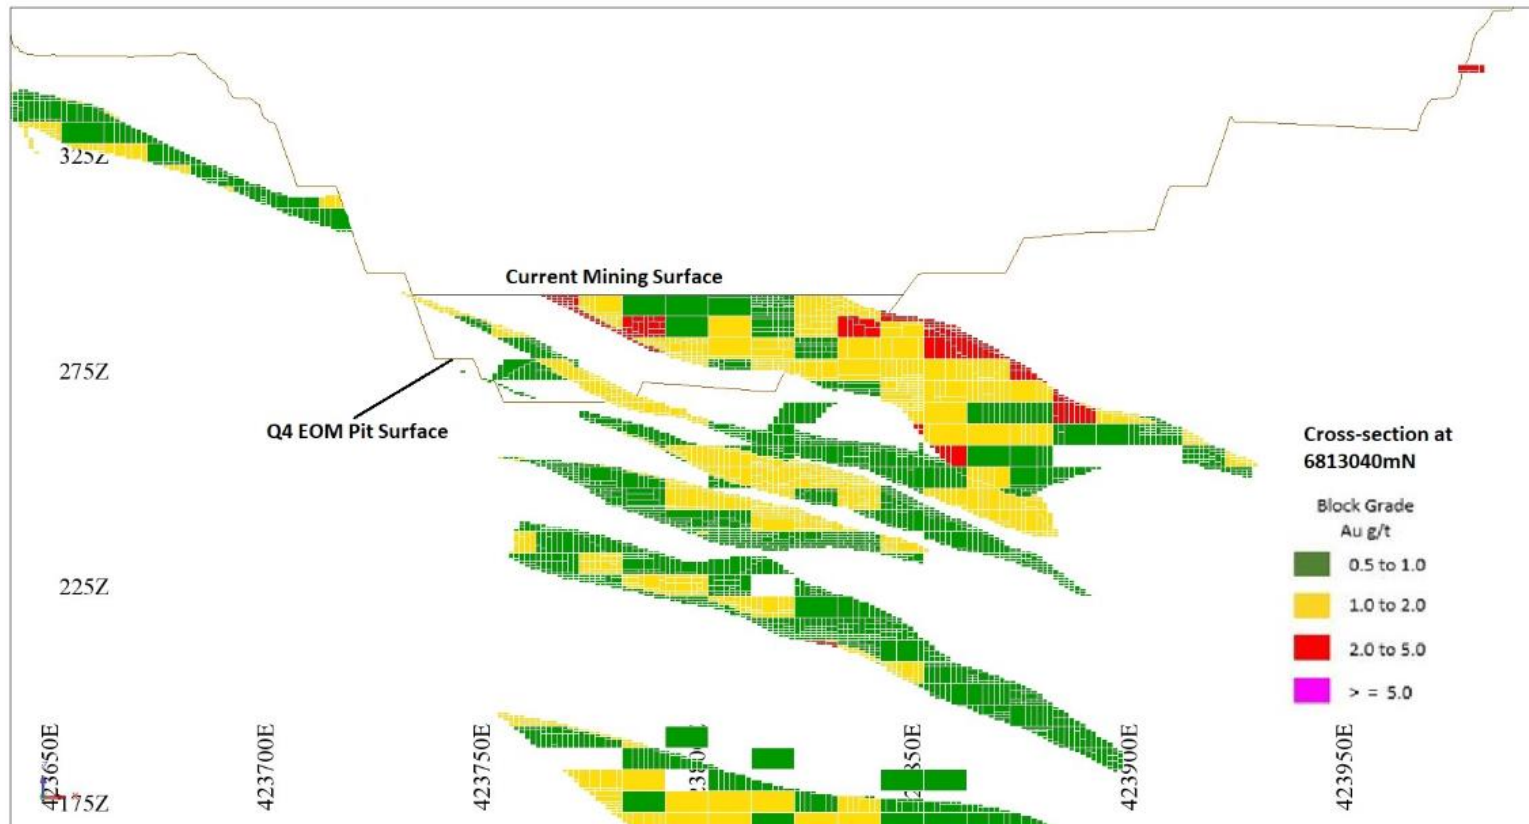 325Z
Current Mining Surface
275Z
Q4 EOM Pit Surface
Cross-section at
6813040mN
Block Grade
Au g/t
0.5 to 1.0
1.0 to 2.0
2.0 to 5.0
> = 5.0
225Z
175Z
423650E
423700E
423750E
423900E
423950E